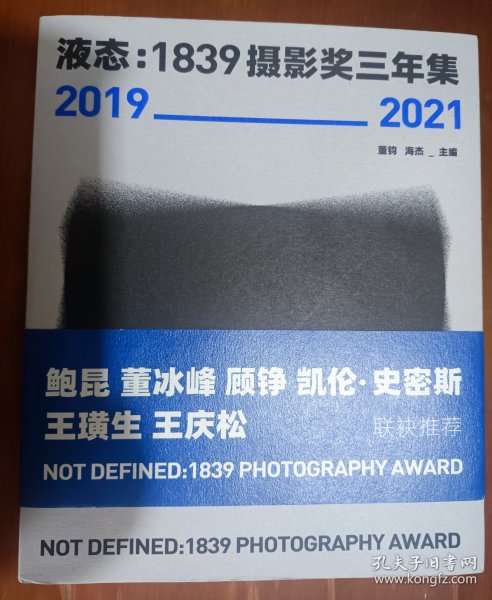 液态:1839摄影奖三年集
2019 2021
董钧 海杰_主编
鲍昆 董冰峰 顾铮 凯伦·史密斯
王璜生 王庆松 联袂推荐
NOT DEFINED:1839 PHOTOGRAPHY AWARD
NOT DEFINED:1839 PHOTOGRAPHY AWARD
孔夫子旧书网
www.kongfz.com